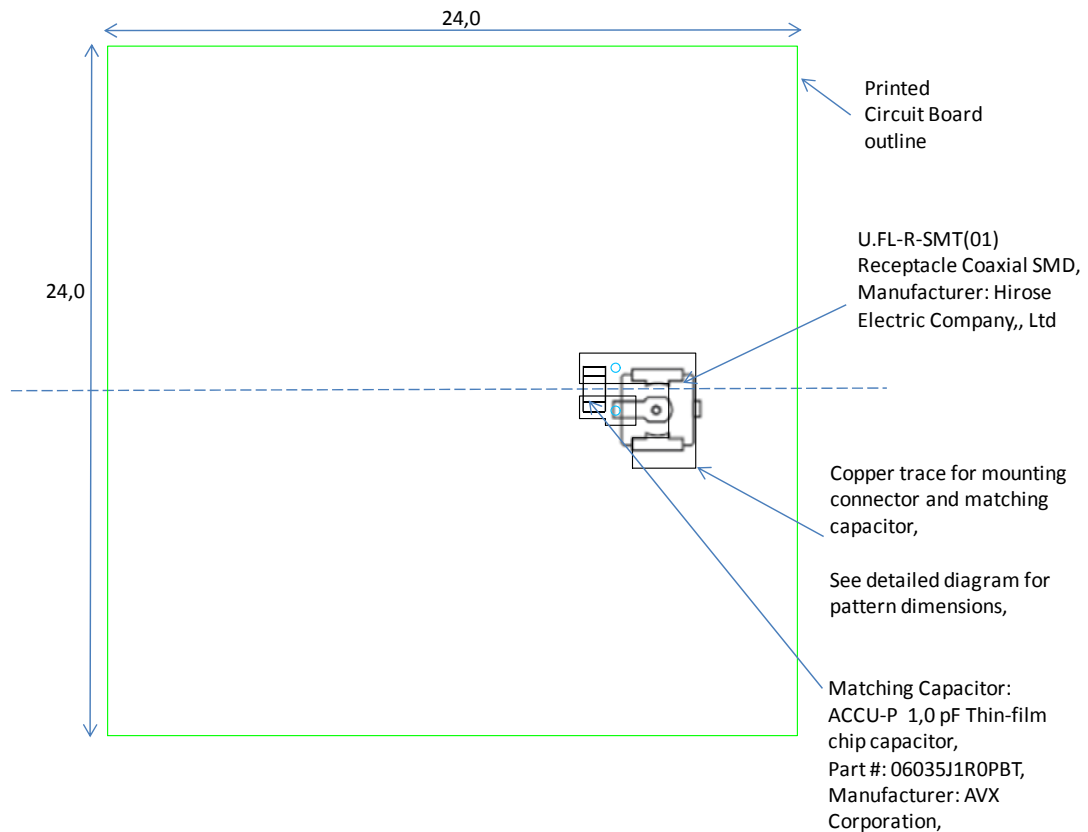 24,0
Printed
Circuit Board
outline
U.FL-R-SMT(01)
Receptacle Coaxial SMD,
Manufacturer: Hirose
Electric Company,, Ltd
24,0
Copper trace for mounting
connector and matching
capacitor,
See detailed diagram for
pattern dimensions,
Matching Capacitor:
ACCU-P 1,0 pF Thin-film
chip capacitor,
Part #: 06035J1R0PBT,
Manufacturer: AVX
Corporation,